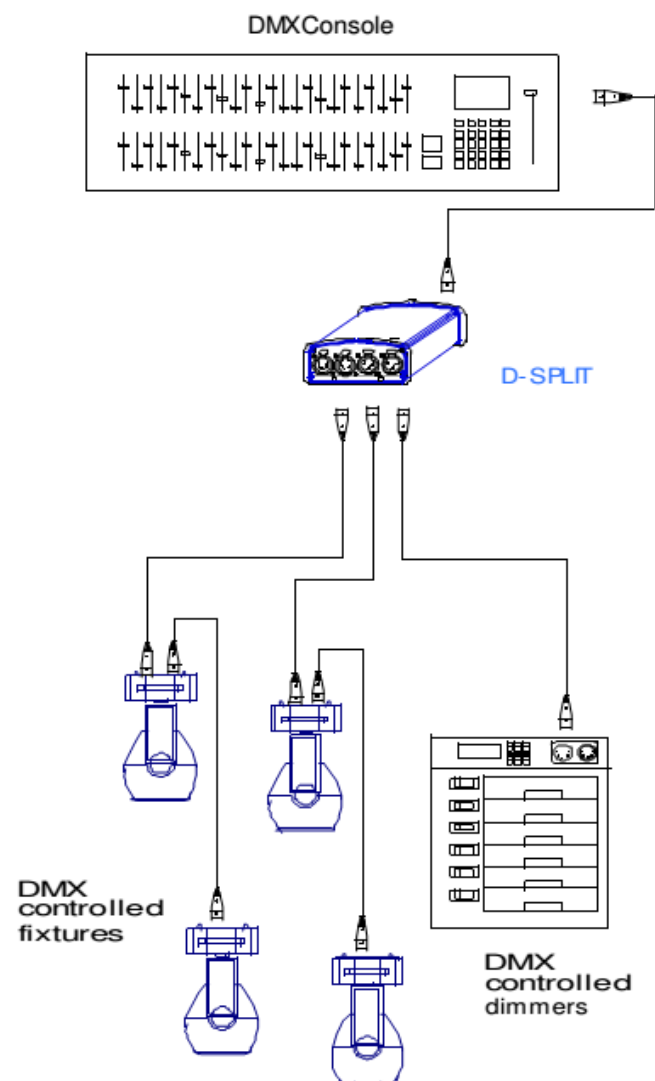 DMXConsole
D-SPLIT
DMX
controlled
fixtures
DMX
controlled
dimmers